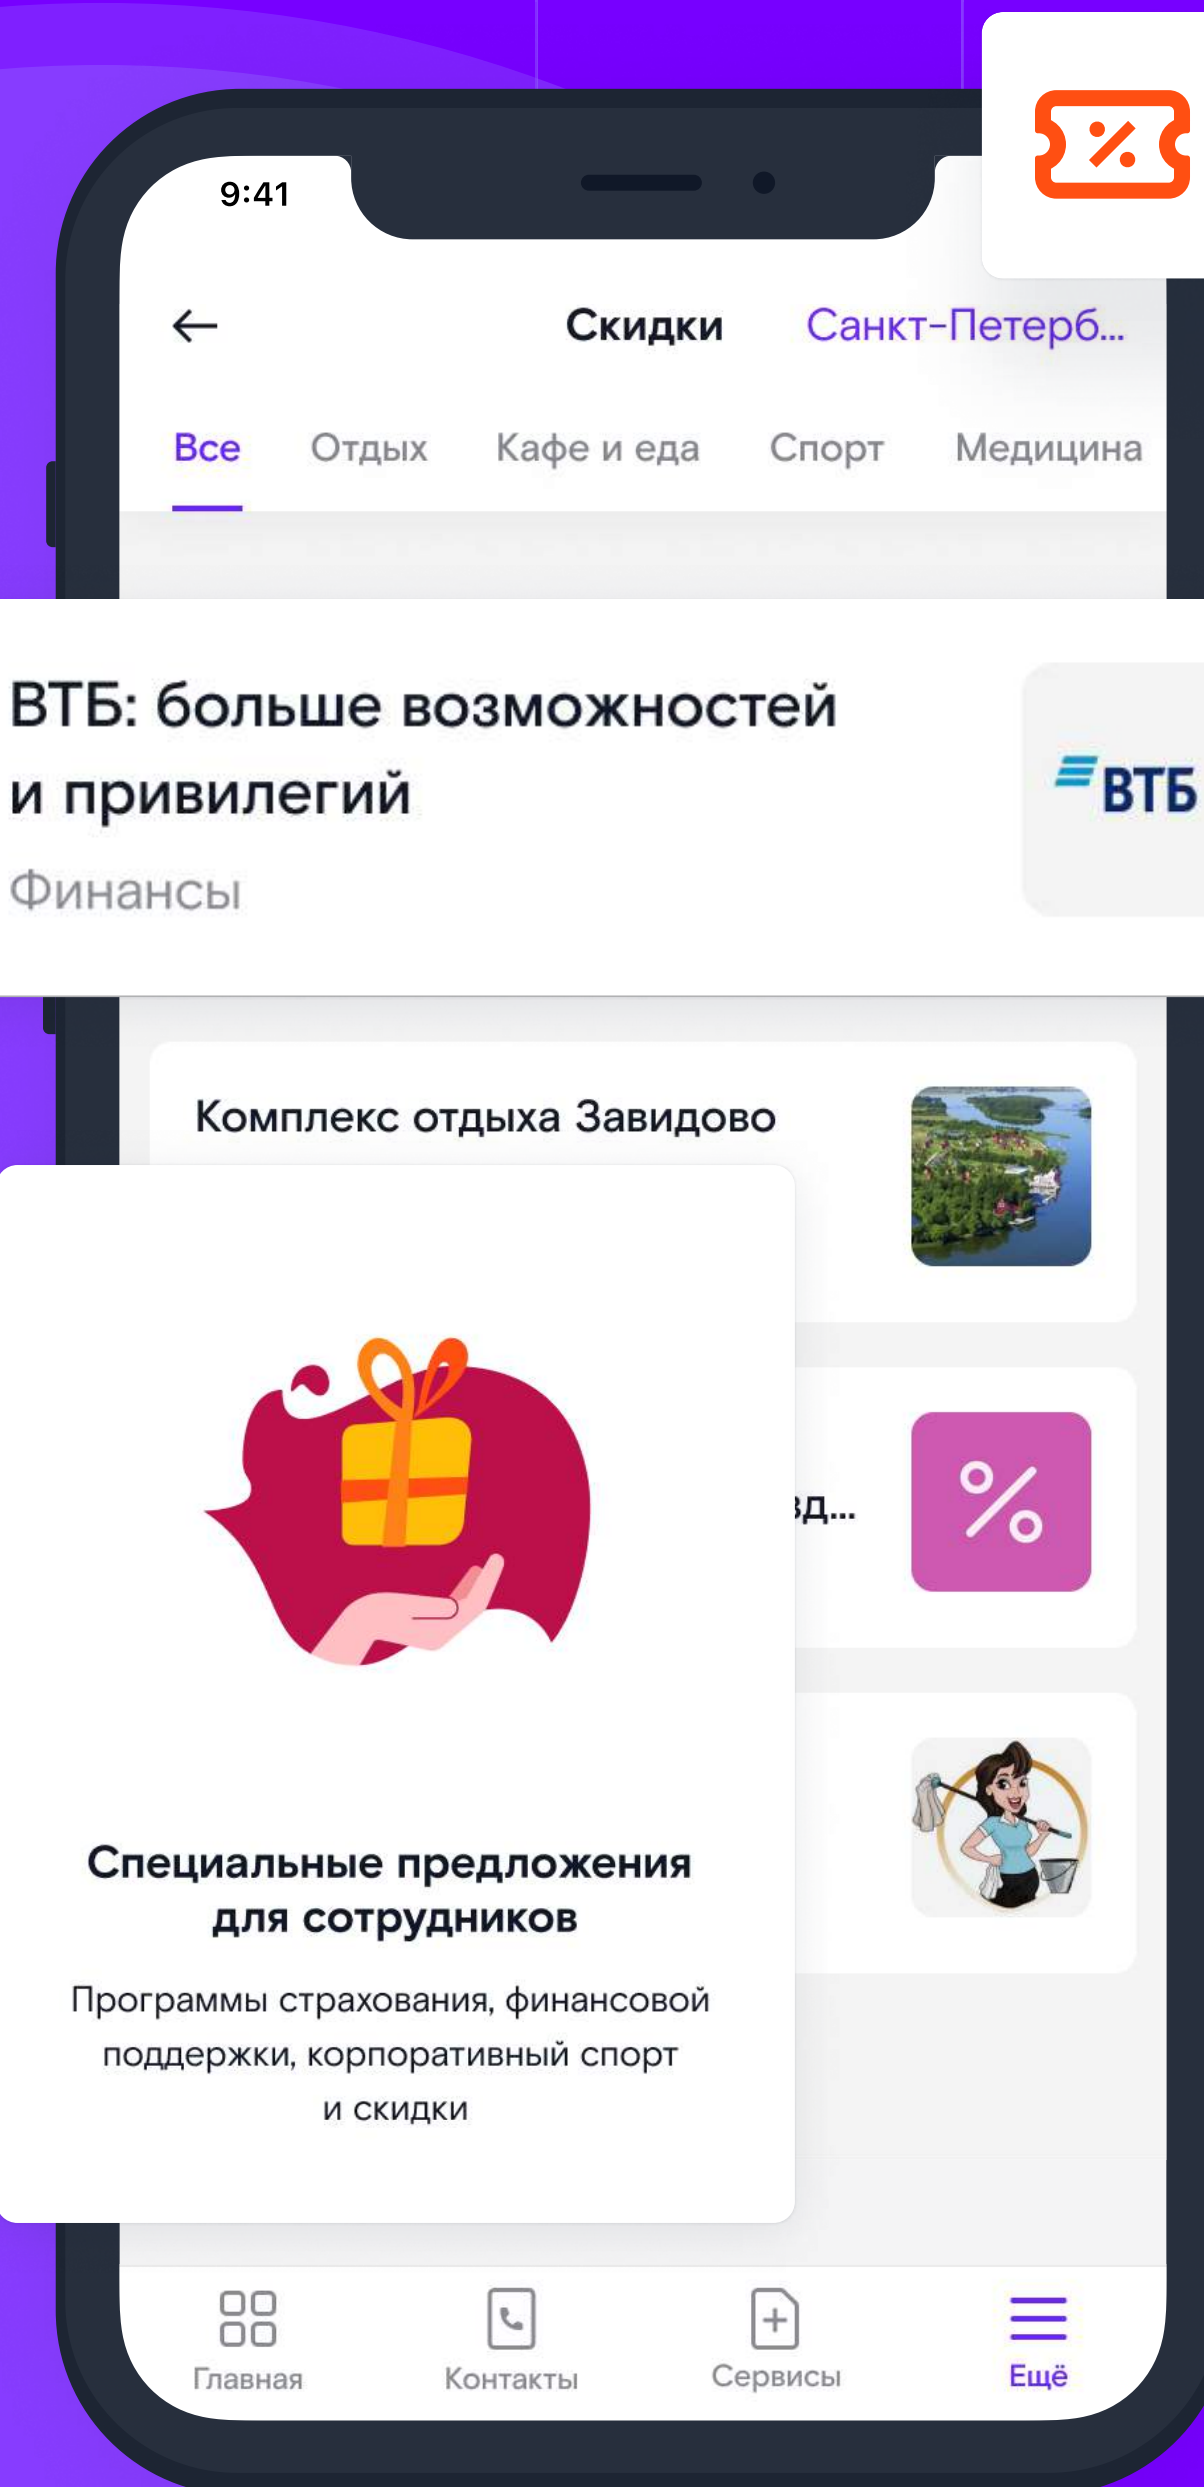 9:41
Скидки
Санкт-Петерб...
Все
Отдых
Кафе и еда
Спорт
Медицина
ВТБ: больше возможностей
и привилегий
Финансы
ВТБ
Комплекс отдыха Завидово
Специальные предложения
для сотрудников
Программы страхования, финансовой
поддержки, корпоративный спорт
и скидки
Главная
Контакты
Сервисы
Ещё